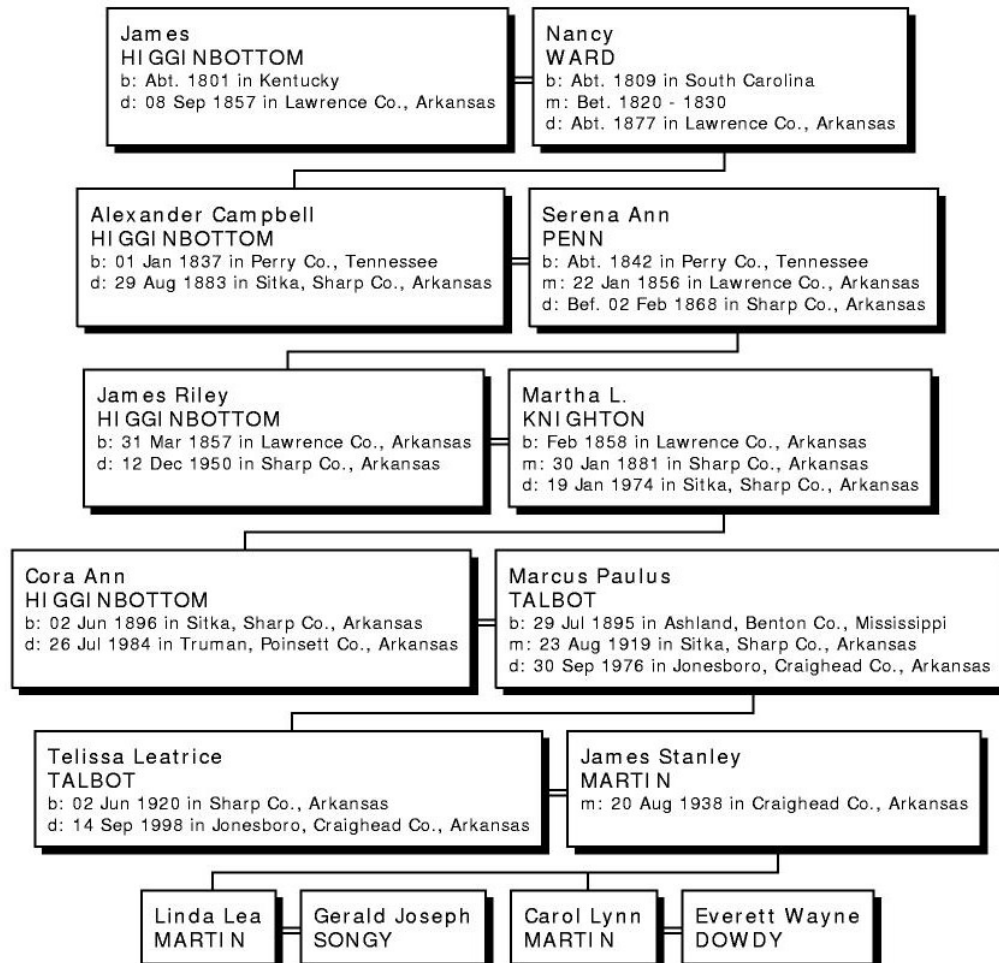 James
HIGGINBOTTOM
b: Abt. 1801 in Kentucky
d: 08 Sep 1857 in Lawrence Co., Arkansas
Nancy
WARD
b: Abt. 1809 in South Carolina
m: Bet. 1820 - 1830
d: Abt. 1877 in Lawrence Co., Arkansas
Alexander Campbell
HIGGINBOTTOM
b: 01 Jan 1837 in Perry Co., Tennessee
d: 29 Aug 1883 in Sitka, Sharp Co., Arkansas
Serena Ann
PENN
b: Abt. 1842 in Perry Co., Tennessee
m: 22 Jan 1856 in Lawrence Co., Arkansas
d: Bef. 02 Feb 1868 in Sharp Co., Arkansas
James Riley
HIGGINBOTTOM
b: 31 Mar 1857 in Lawrence Co., Arkansas
d: 12 Dec 1950 in Sharp Co., Arkansas
Martha L.
KNIGHTON
b: Feb 1858 in Lawrence Co., Arkansas
m: 30 Jan 1881 in Sharp Co., Arkansas
d: 19 Jan 1974 in Sitka, Sharp Co., Arkansas
Cora Ann
HIGGINBOTTOM
b: 02 Jun 1896 in Sitka, Sharp Co., Arkansas
d: 26 Jul 1984 in Truman, Poinsett Co., Arkansas
Marcus Paulus
TALBOT
b: 29 Jul 1895 in Ashland, Benton Co., Mississippi
m: 23 Aug 1919 in Sitka, Sharp Co., Arkansas
d: 30 Sep 1976 in Jonesboro, Craighead Co., Arkansas
Telissa Leatrice
TALBOT
b: 02 Jun 1920 in Sharp Co., Arkansas
d: 14 Sep 1998 in Jonesboro, Craighead Co., Arkansas
James Stanley
MARTIN
m: 20 Aug 1938 in Craighead Co., Arkansas
Linda Lea
MARTIN
Gerald Joseph
SONGY
Carol Lynn
MARTIN
Everett Wayne
DOWDY